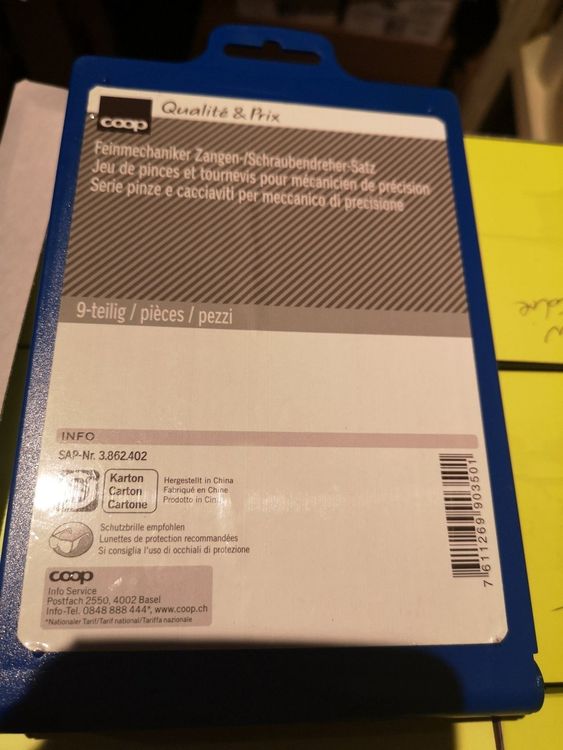 coop
Qualité & Prix
Feinmechaniker Zangen-/Schraubendreher-Satz
Jeu de pinces et tournevis pour mécanicien de précision
Serie pinze e cacciaviti per meccanico di precisione
9-teilig / pièces / pezzi
INFO
SAP-Nr. 3.862.402
Karton
Carton
Cartone
Hergestellt in China
Fabriqué en Chine
Prodotto in Cina
Schutzbrille empfohlen
Lunettes de protection recommandées
Si consiglia l'uso di occhiali di protezione
coop
Info Service
Postfach 2550, 4002 Basel
Info-Tel. 0848 888 444*, www.coop.ch
*Nationaler Tarif/Tarif national/Tariffa nazionale
7 611269 903501